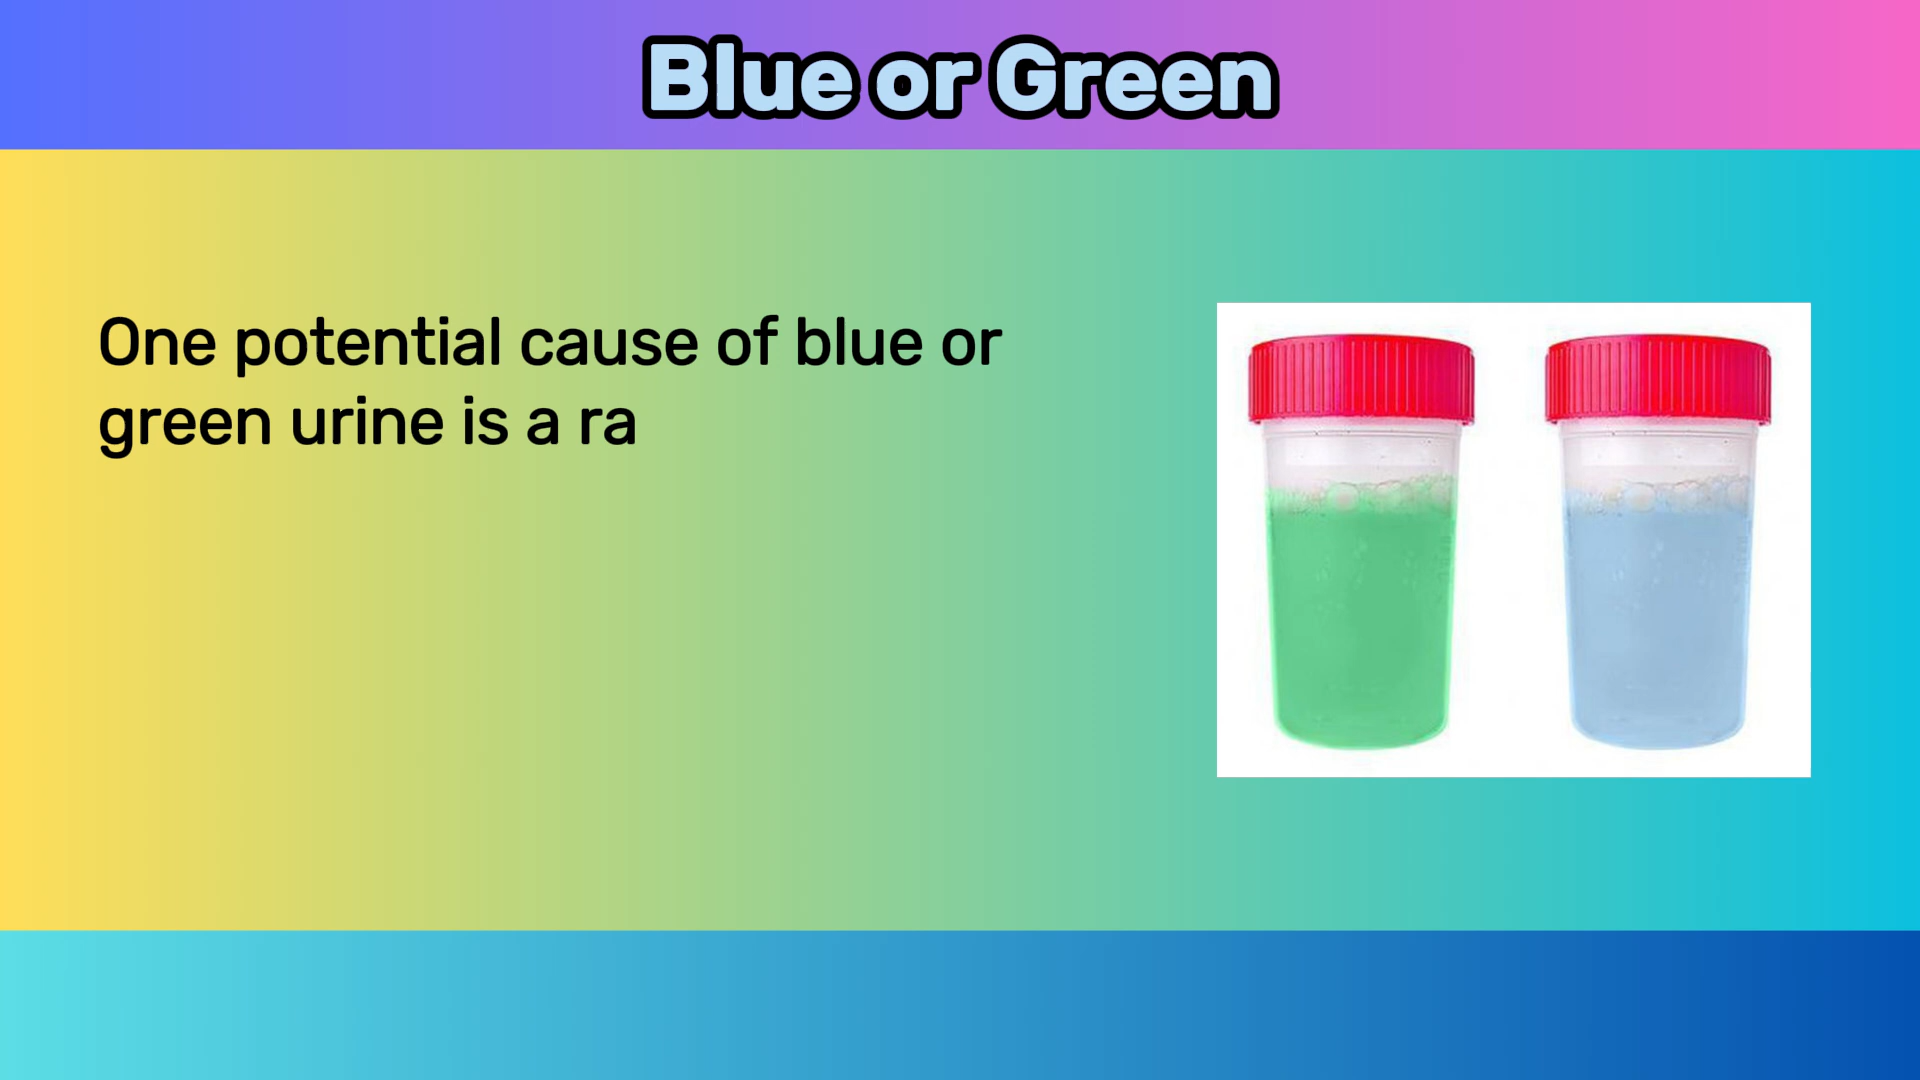 Blue or Green
One potential cause of blue or
green urine is a ra